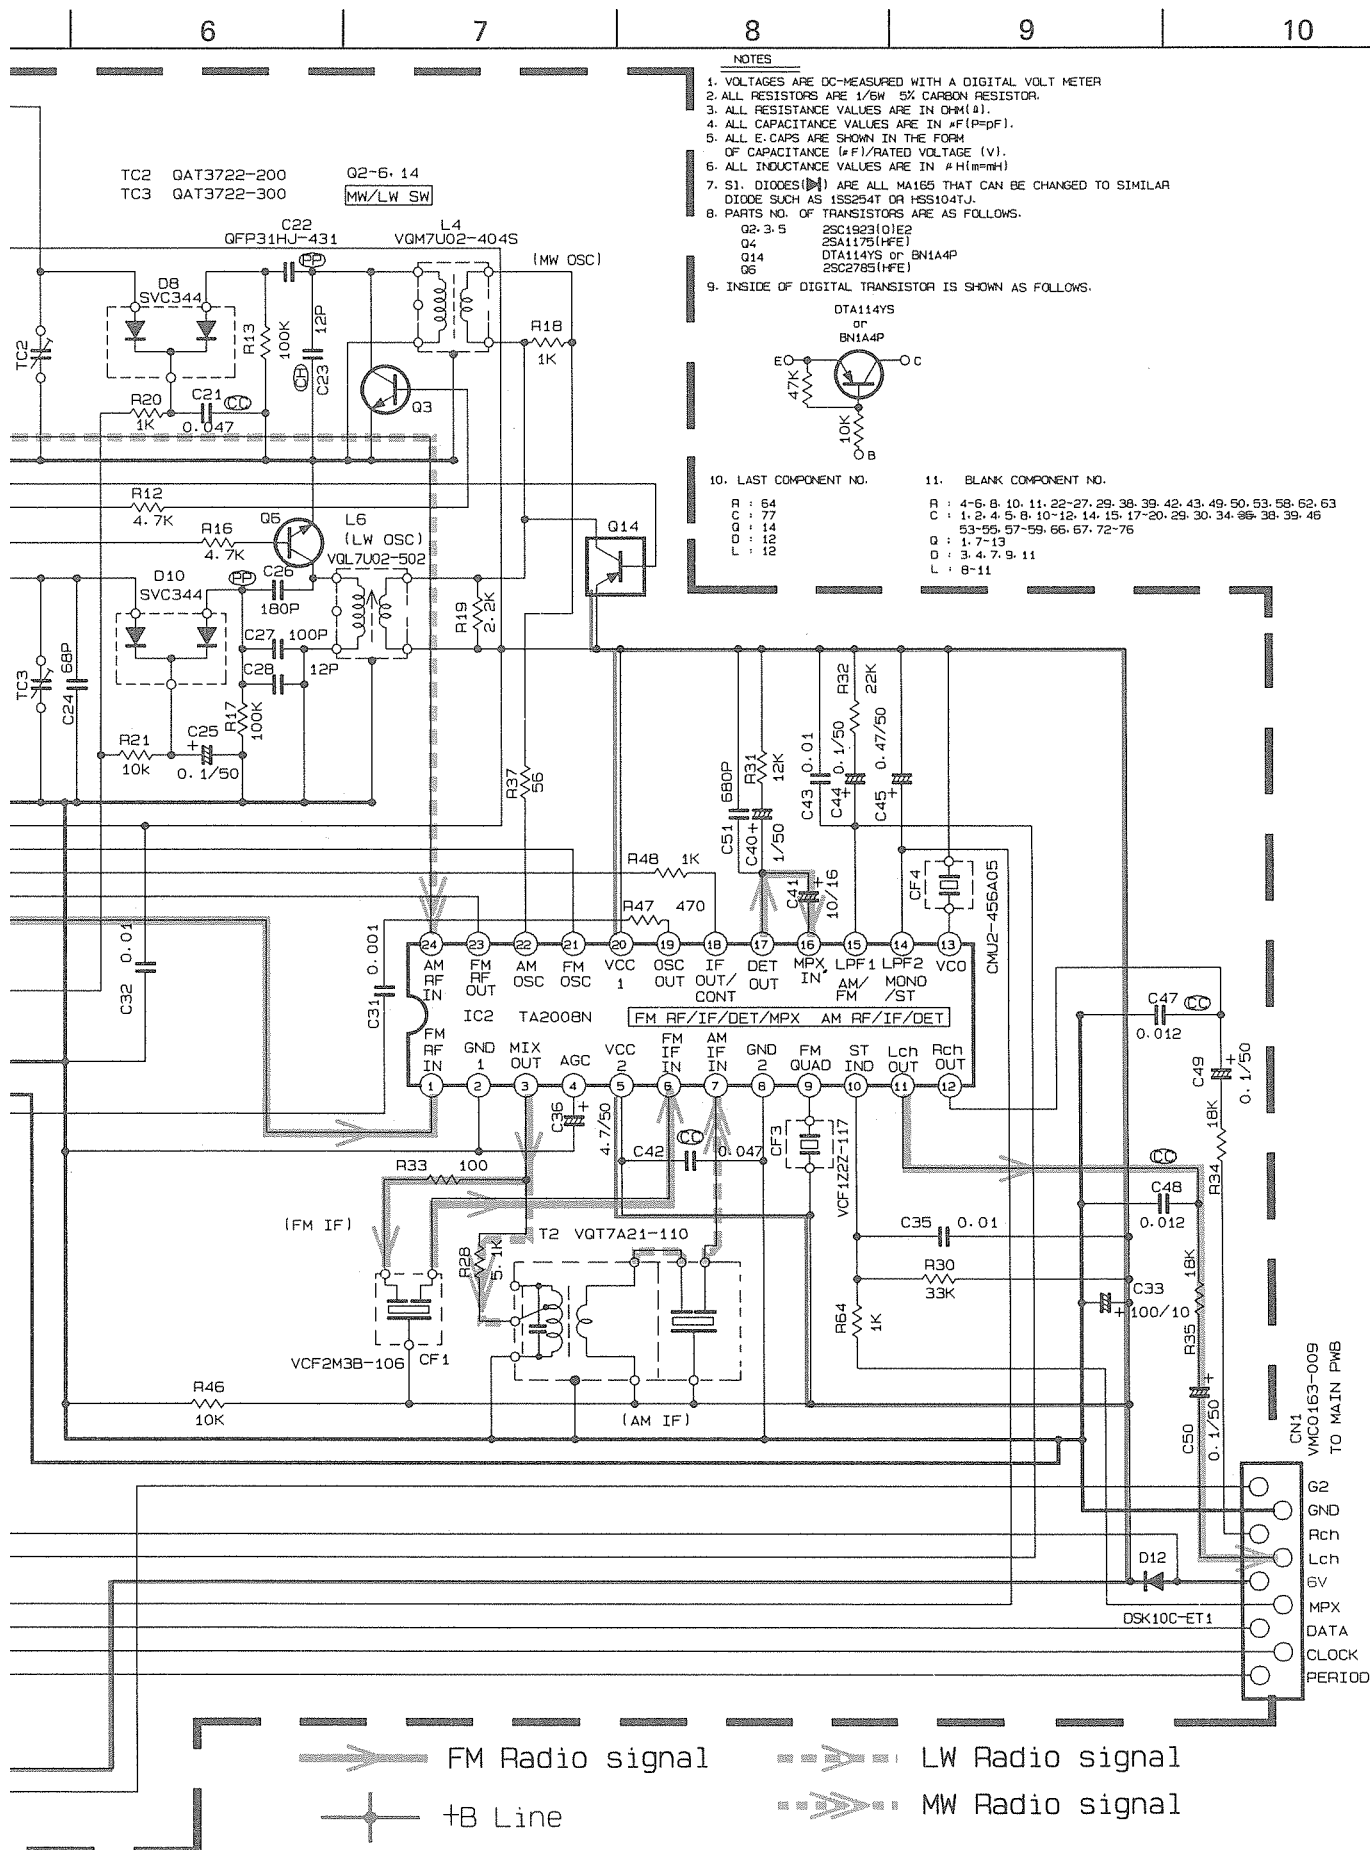 6 7 8 9 10
NOTES
1. VOLTAGES ARE DC-MEASURED WITH A DIGITAL VOLT METER
2. ALL RESISTORS ARE 1/6W 5% CARBON RESISTOR.
3. ALL RESISTANCE VALUES ARE IN OHM(Ω).
4. ALL CAPACITANCE VALUES ARE IN μF(P=pF).
5. ALL E.CAPS ARE SHOWN IN THE FORM
OF CAPACITANCE (μF)/RATED VOLTAGE (V).
6. ALL INDUCTANCE VALUES ARE IN μH(m=mH)
7. SI. DIODES( ) ARE ALL MA165 THAT CAN BE CHANGED TO SIMILAR
DIODE SUCH AS 1SS254T OR HSS104TJ.
8. PARTS NO. OF TRANSISTORS ARE AS FOLLOWS.
Q2.3.5 2SC1923(O)E2
Q4 2SA1175(HFE)
Q14 DTA114YS or BN1A4P
Q6 2SC2785(HFE)
9. INSIDE OF DIGITAL TRANSISTOR IS SHOWN AS FOLLOWS.
DTA114YS
or
BN1A4P
E C
47K
10K
B
10. LAST COMPONENT NO.
R : 64
C : 77
Q : 14
D : 12
L : 12
11. BLANK COMPONENT NO.
R : 4-6.8.10.11.22-27.29.38.39.42.43.49.50.53.58.62.63
C : 1.2.4.5.8.10-12.14.15.17-20.29.30.34.36.38.39.46
53-55.57-59.66.67.72-76
Q : 1.7-13
D : 3.4.7.9.11
L : 8-11
TC2 QAT3722-200
TC3 QAT3722-300
Q2-6, 14
MW/LW SW
C22
QFP31HJ-431
L4
VQM7U02-404S
PP
(MW OSC)
D8
SVC344
TC2
R13
100K
12P
CH
C23
R18
1K
Q3
R20
1K
C21
CC
0.047
R12
4.7K
R16
4.7K
Q6
L6
(LW OSC)
VQL7U02-502
Q14
D10
SVC344
PP
C26
180P
C27 100P
C28 12P
R19
2.2K
TC3
68P
C24
R17
100K
R21
10k
C25
+
0.1/50
R37
56
R32
22K
C51
680P
R31
12K
C40
+
1/50
C43
0.01
C44
+
0.1/50
C45
+
0.47/50
R48 1K
R47 470
C41
+
10/16
CF4
CMU2-456A05
C32
0.01
C31
0.001
24 23 22 21 20 19 18 17 16 15 14 13
AM RF IN
FM RF OUT
AM OSC
FM OSC
VCC 1
OSC OUT
IF OUT/CONT
DET OUT
MPX IN
LPF1 AM/FM
LPF2 MONO/ST
VCO
IC2 TA2008N
FM RF/IF/DET/MPX AM RF/IF/DET
FM RF IN
GND 1
MIX OUT
AGC
VCC 2
FM IF IN
AM IF IN
GND 2
FM QUAD
ST IND
Lch OUT
Rch OUT
1 2 3 4 5 6 7 8 9 10 11 12
C47
CC
0.012
C49
+
0.1/50
C36
+
4.7/50
C42
CC
0.047
CF3
VCF1Z2Z-117
18K
R34
CC
C48
0.012
R33 100
(FM IF)
R28
5.1K
T2 VQT7A21-110
C35 0.01
R30
33K
R64
1K
C33
+
100/10
18K
R35
VCF2M3B-106
CF1
R46
10K
(AM IF)
C50
+
0.1/50
CN1
VMC0163-009
TO MAIN PWB
G2
GND
Rch
Lch
6V
MPX
DATA
CLOCK
PERIOD
D12
DSK10C-ET1
FM Radio signal
LW Radio signal
+B Line
MW Radio signal